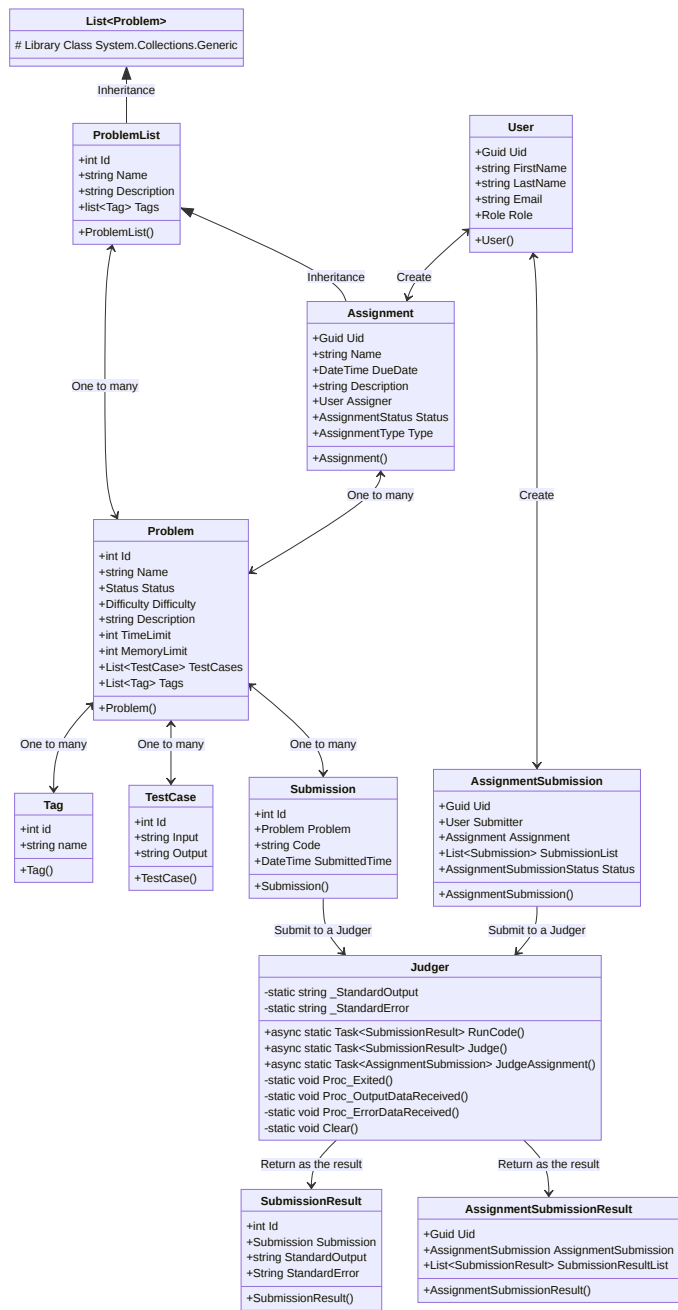 List<Problem>
# Library Class System.Collections.Generic
Inheritance
ProblemList
+int Id
+string Name
+string Description
+list<Tag> Tags
+ProblemList()
User
+Guid Uid
+string FirstName
+string LastName
+string Email
+Role Role
+User()
Inheritance
Create
Assignment
+Guid Uid
+string Name
+DateTime DueDate
+string Description
+User Assigner
+AssignmentStatus Status
+AssignmentType Type
+Assignment()
One to many
One to many
Create
Problem
+int Id
+string Name
+Status Status
+Difficulty Difficulty
+string Description
+int TimeLimit
+int MemoryLimit
+List<TestCase> TestCases
+List<Tag> Tags
+Problem()
One to many
One to many
One to many
Tag
+int id
+string name
+Tag()
TestCase
+int Id
+string Input
+string Output
+TestCase()
Submission
+int Id
+Problem Problem
+string Code
+DateTime SubmittedTime
+Submission()
AssignmentSubmission
+Guid Uid
+User Submitter
+Assignment Assignment
+List<Submission> SubmissionList
+AssignmentSubmissionStatus Status
+AssignmentSubmission()
Submit to a Judger
Submit to a Judger
Judger
-static string _StandardOutput
-static string _StandardError
+async static Task<SubmissionResult> RunCode()
+async static Task<SubmissionResult> Judge()
+async static Task<AssignmentSubmission> JudgeAssignment()
-static void Proc_Exited()
-static void Proc_OutputDataReceived()
-static void Proc_ErrorDataReceived()
-static void Clear()
Return as the result
Return as the result
SubmissionResult
+int Id
+Submission Submission
+string StandardOutput
+String StandardError
+SubmissionResult()
AssignmentSubmissionResult
+Guid Uid
+AssignmentSubmission AssignmentSubmission
+List<SubmissionResult> SubmissionResultList
+AssignmentSubmissionResult()